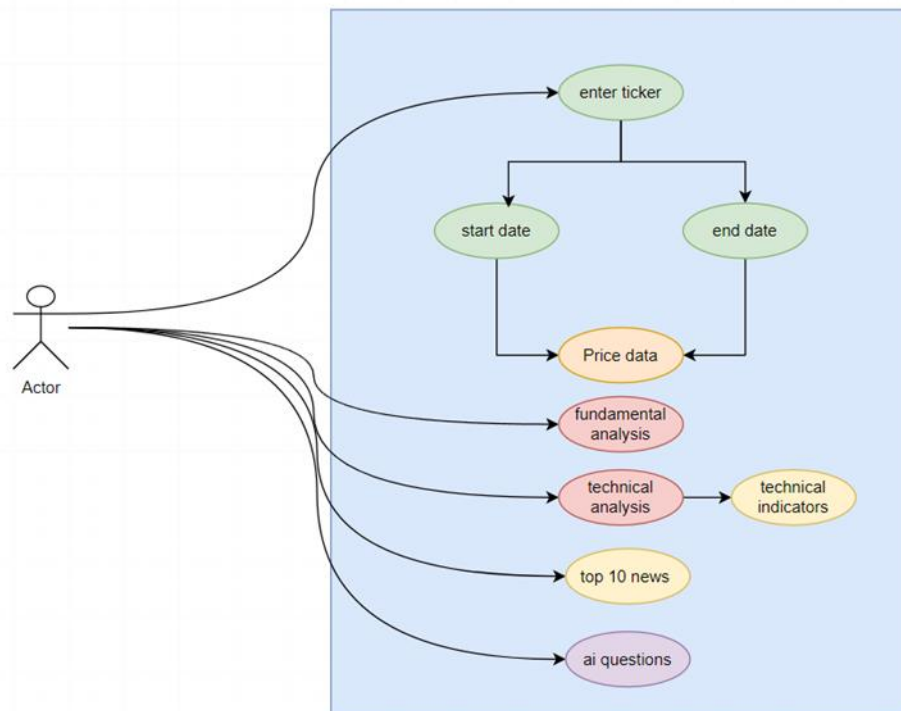 enter ticker
start date
end date
Actor
Price data
fundamental
analysis
technical
analysis
technical
indicators
top 10 news
ai questions